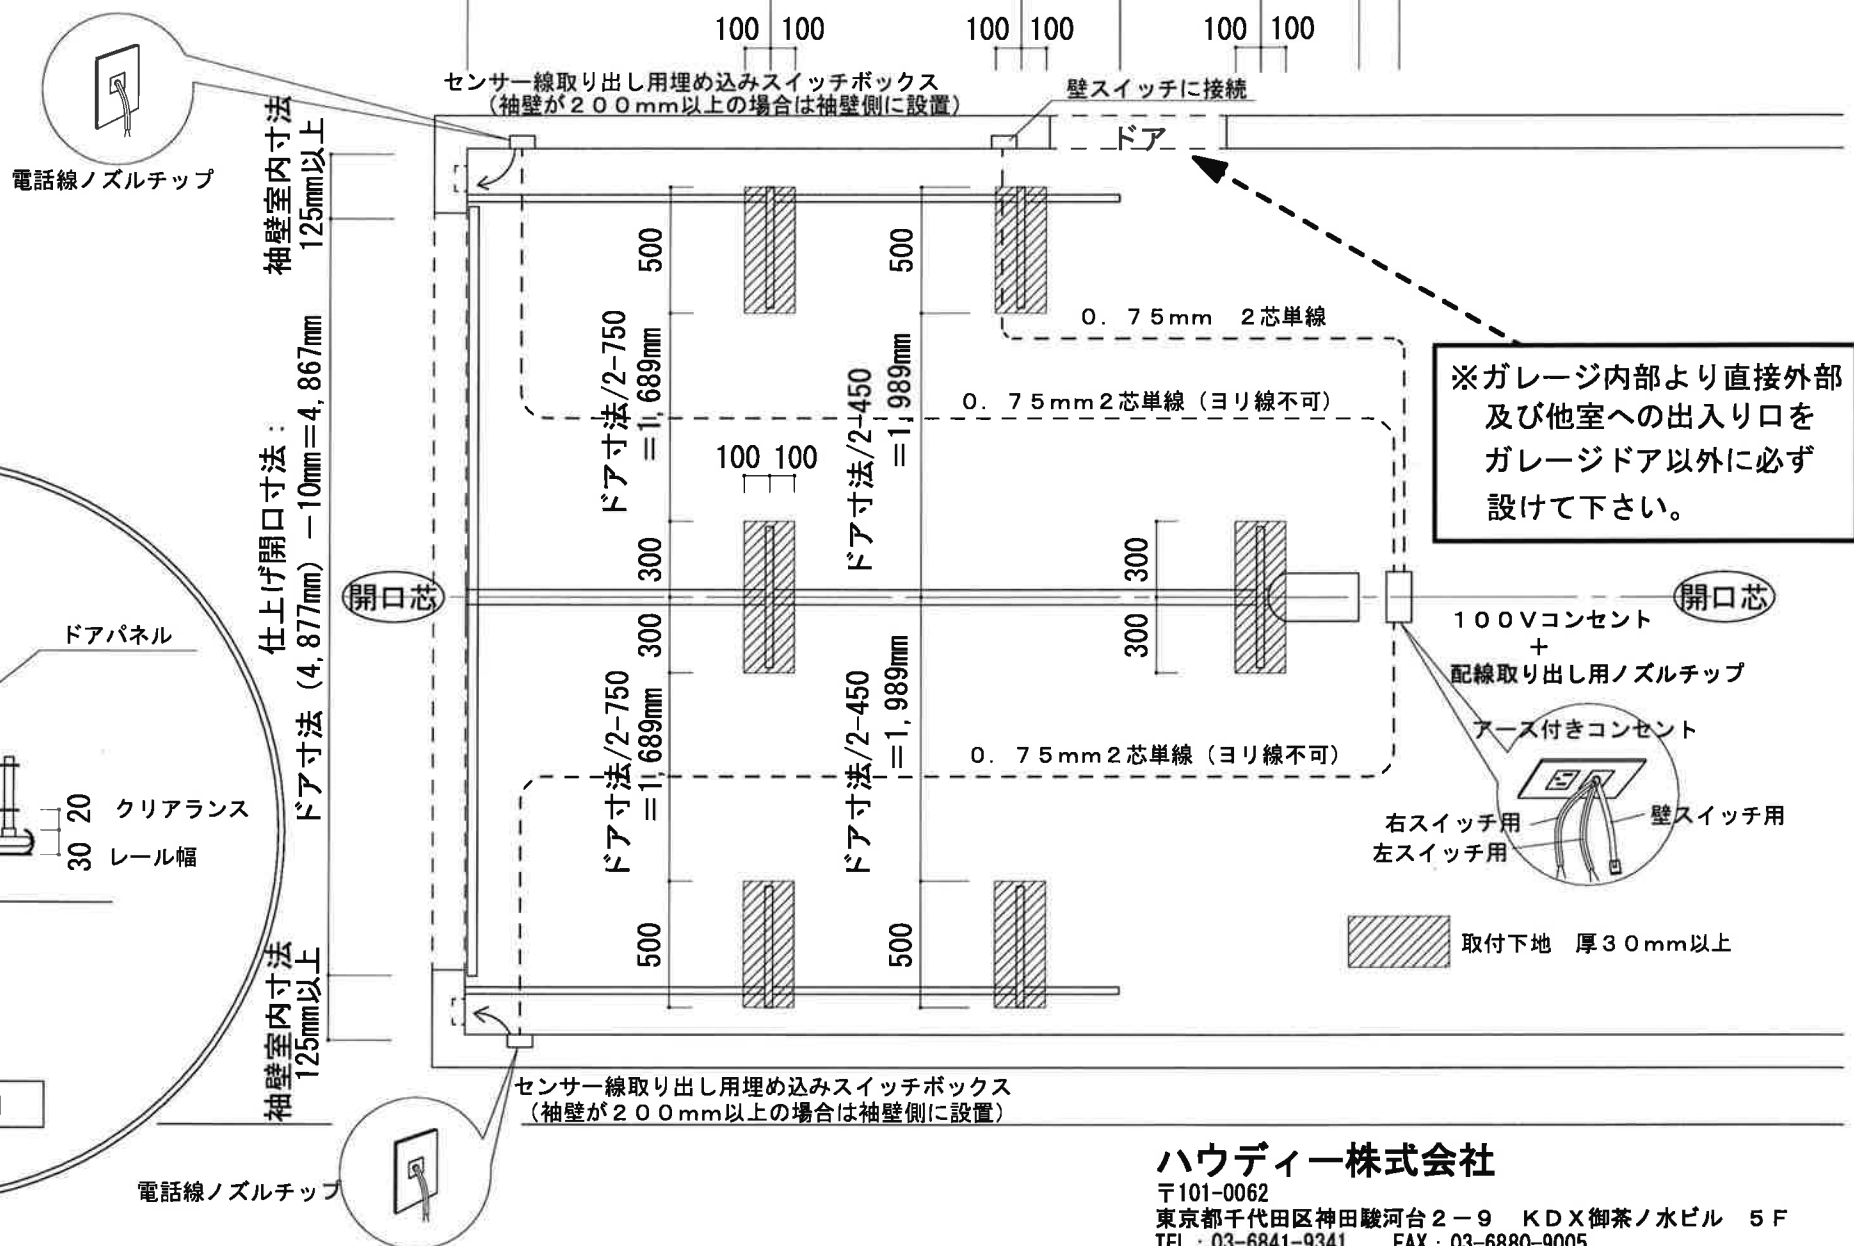 100 100
100 100
100 100
センサー線取り出し用埋め込みスイッチボックス
(袖壁が200mm以上の場合は袖壁側に設置)
壁スイッチに接続
ドア
電話線ノズルチップ
袖壁室内寸法
125mm以上
500
500
0.75mm 2芯単線
ドア寸法/2-750
=1,689mm
ドア寸法/2-450
=1,989mm
0.75mm2芯単線(ヨリ線不可)
※ガレージ内部より直接外部
及び他室への出入り口を
ガレージドア以外に必ず
設けて下さい。
100 100
仕上げ開口寸法:
ドア寸法 (4,877mm) -10mm=4,867mm
300
300
300
300
開口芯
開口芯
100Vコンセント
+
配線取り出し用ノズルチップ
アース付きコンセント
ドアパネル
ドア寸法/2-750
=1,689mm
ドア寸法/2-450
=1,989mm
0.75mm2芯単線(ヨリ線不可)
20 クリアランス
30 レール幅
右スイッチ用
左スイッチ用
壁スイッチ用
500
500
取付下地 厚30mm以上
袖壁室内寸法
125mm以上
センサー線取り出し用埋め込みスイッチボックス
(袖壁が200mm以上の場合は袖壁側に設置)
電話線ノズルチップ
ハウディー株式会社
〒101-0062
東京都千代田区神田駿河台2-9 KDX御茶ノ水ビル 5F
TEL:03-6841-9341 FAX:03-6880-9005